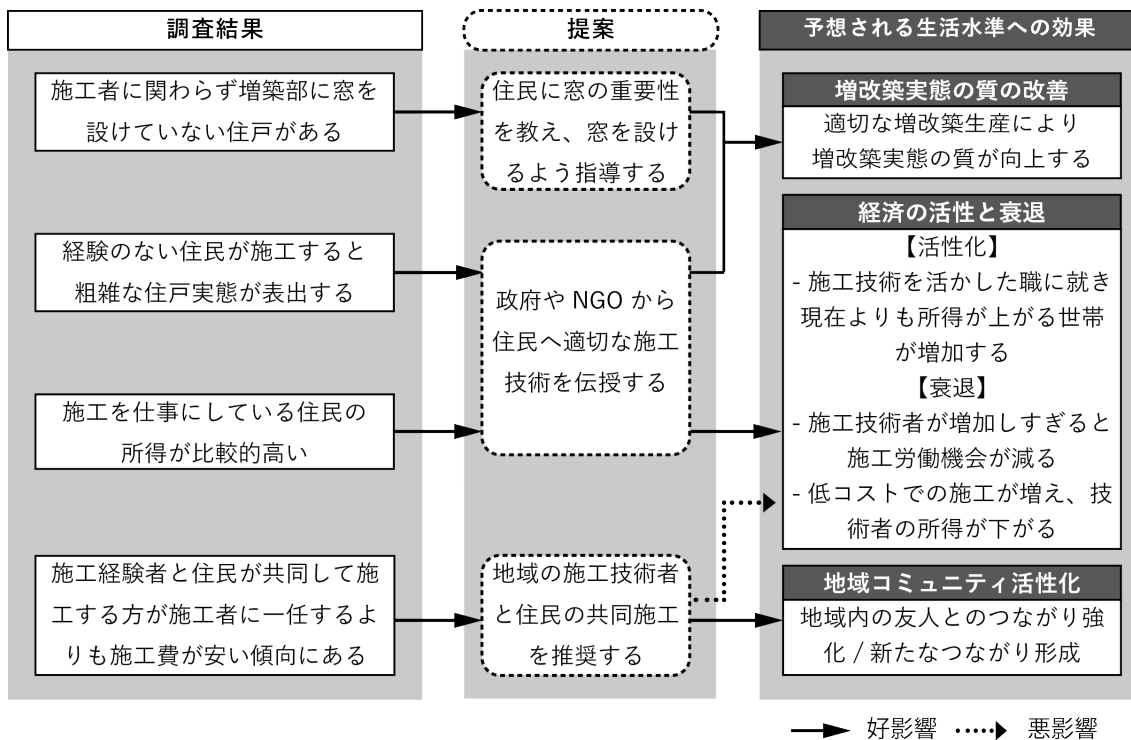 調査結果
施工者に関わらず増築部に窓を
設けていない住戸がある
経験のない住民が施工すると
粗雑な住戸実態が表出する
施工を仕事にしている住民の
所得が比較的高い
施工経験者と住民が共同して施
工する方が施工者に一任するよ
りも施工費が安い傾向にある
提案
住民に窓の重要性
を教え、窓を設け
るよう指導する
政府や NGO から
住民へ適切な施工
技術を伝授する
地域の施工技術者
と住民の共同施工
を推奨する
予想される生活水準への効果
増改築実態の質の改善
適切な増改築生産により
増改築実態の質が向上する
経済の活性と衰退
【活性化】
- 施工技術を活かした職に就き
現在よりも所得が上がる世帯
が増加する
【衰退】
- 施工技術者が増加しすぎると
施工労働機会が減る
- 低コストでの施工が増え、技
術者の所得が下がる
地域コミュニティ活性化
地域内の友人とのつながり強
化 / 新たなつながり形成
好影響 悪影響